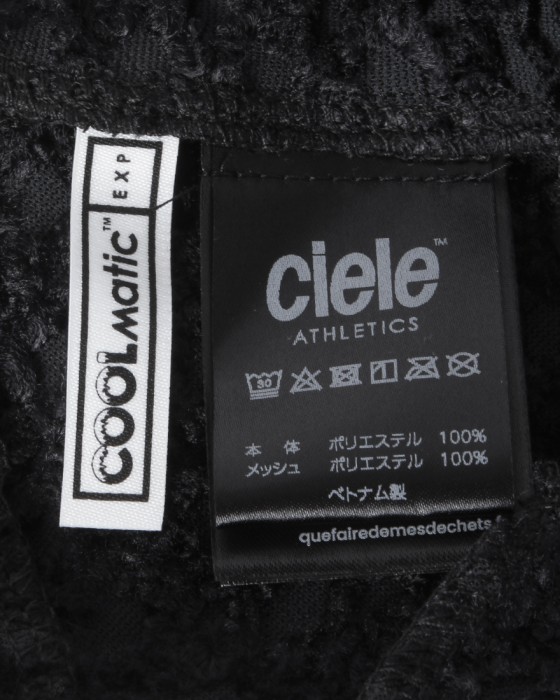 COOLMatic™ EXP
ciele™
ATHLETICS
30
本 体 ポリエステル 100%
メッシュ ポリエステル 100%
ベトナム製
quefairedemesdechets.